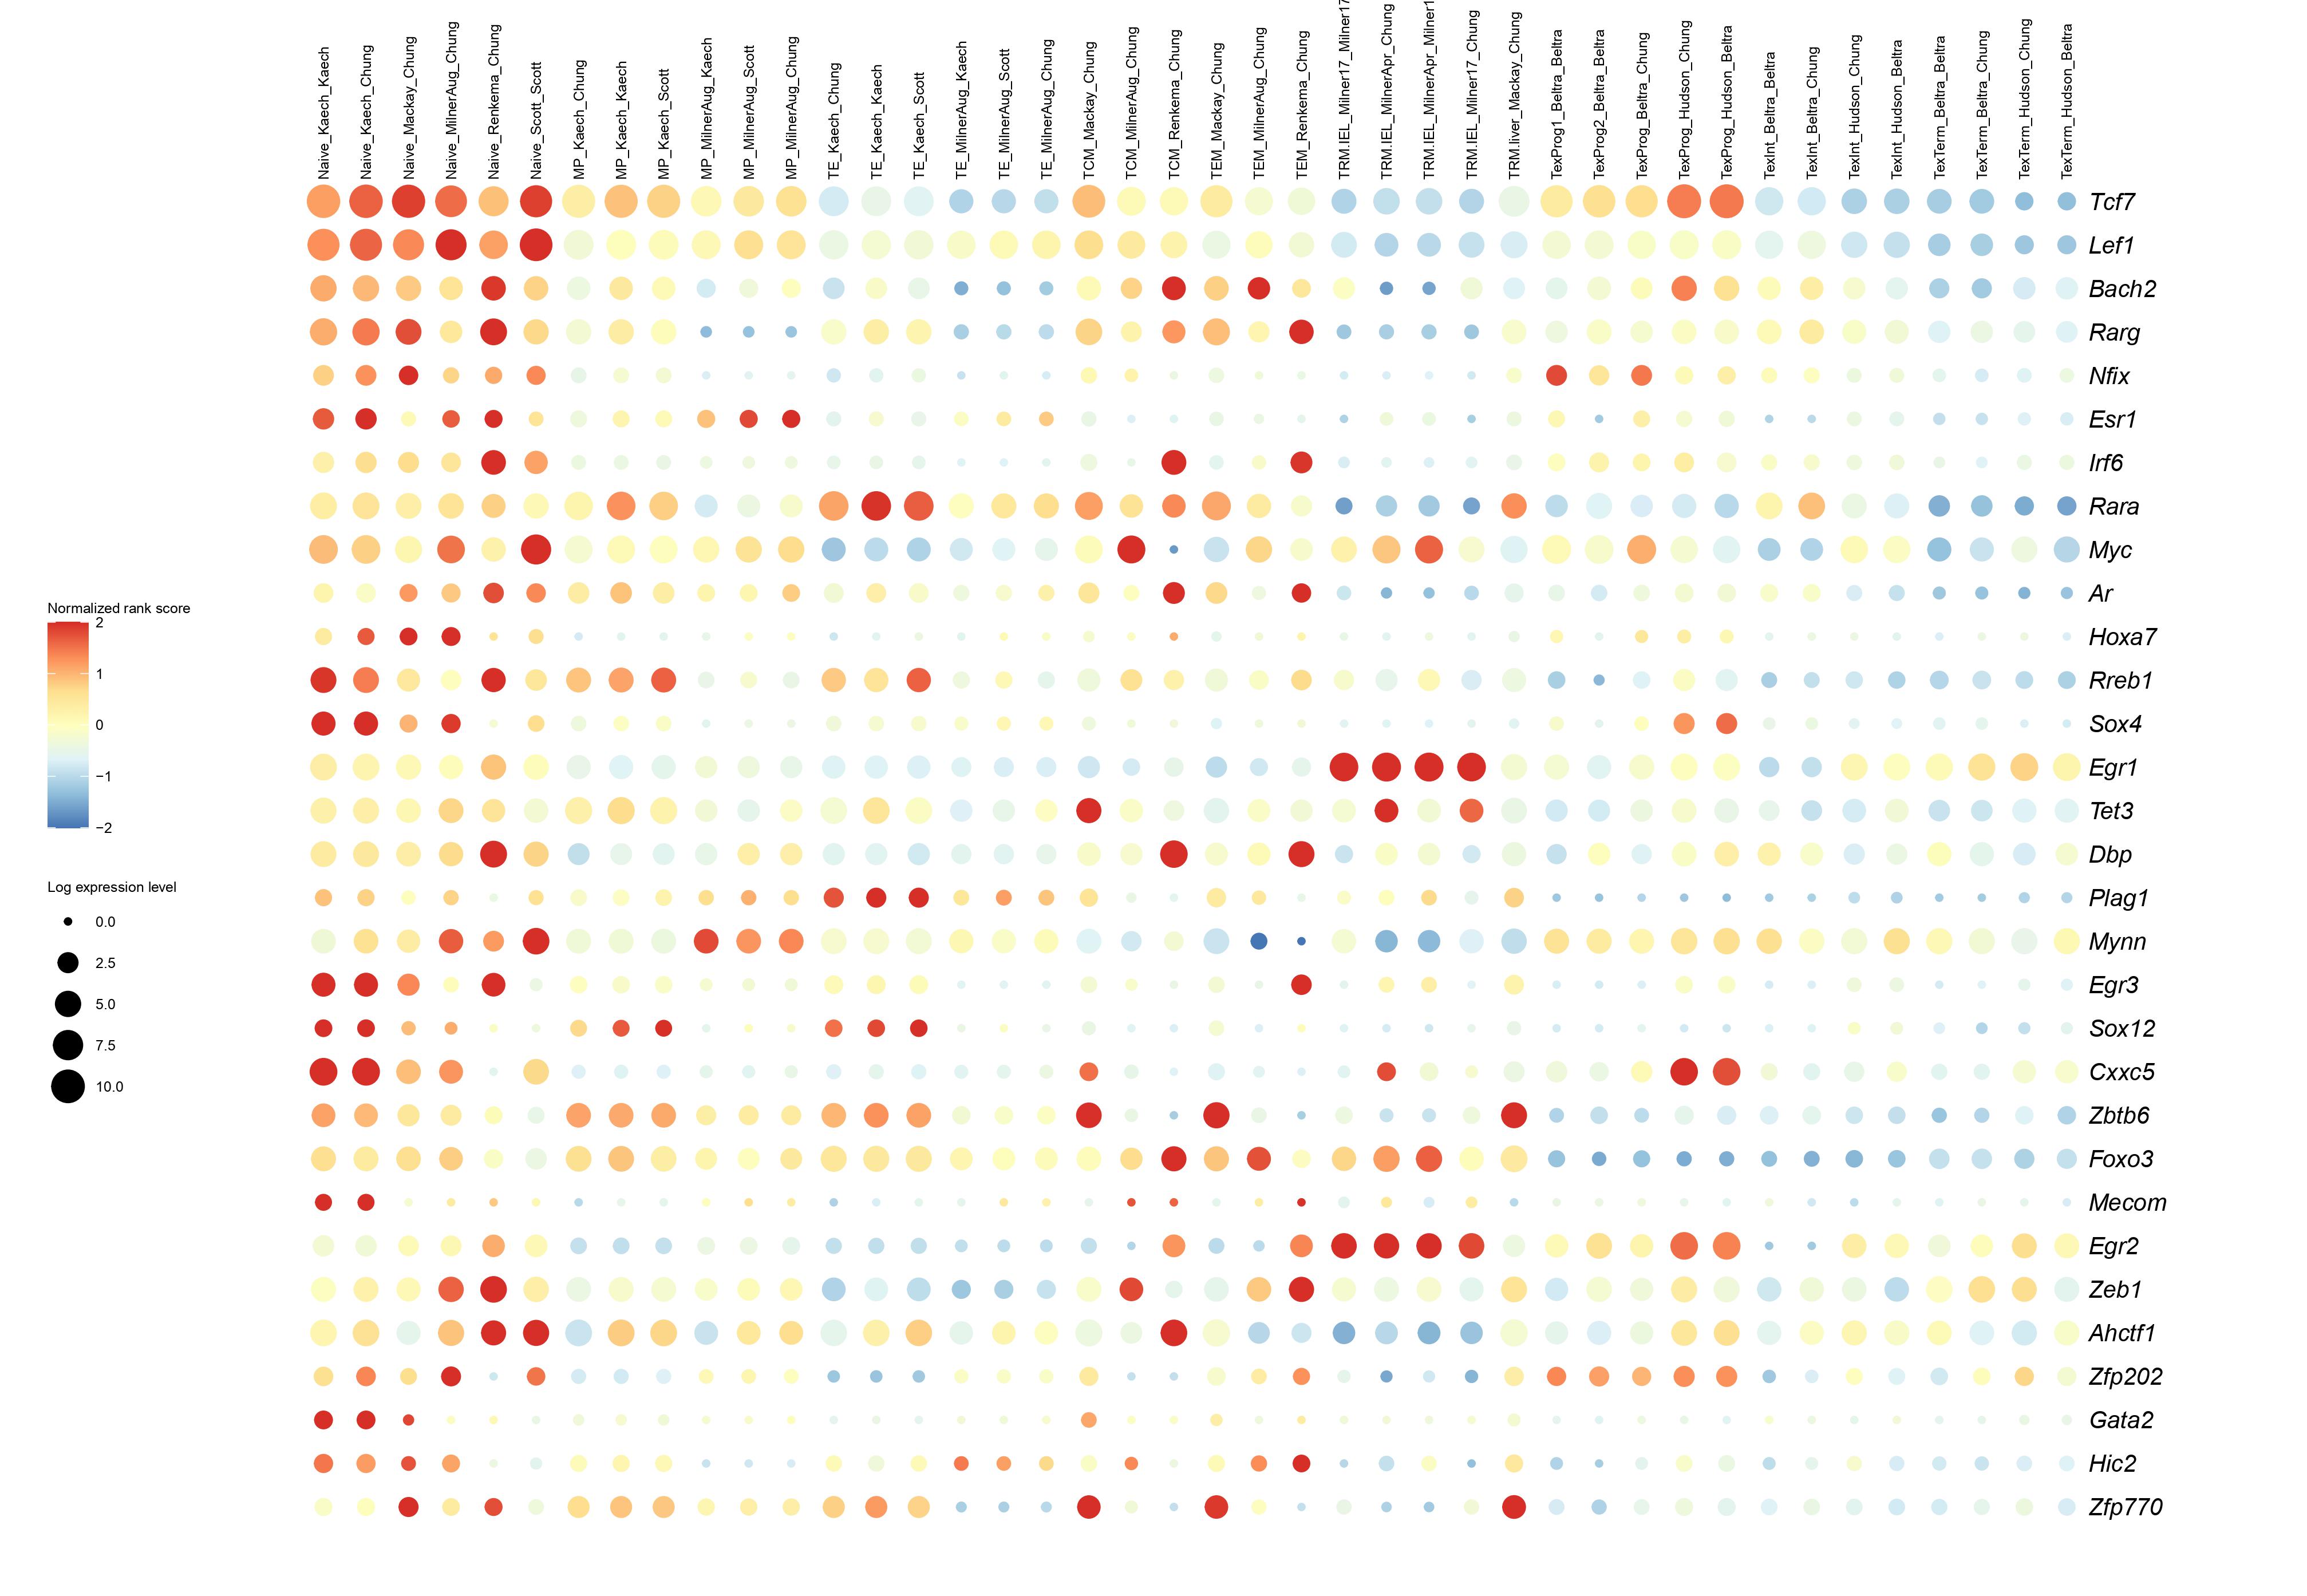 Naive_Kaech_Kaech
Naive_Kaech_Chung
Naive_Mackay_Chung
Naive_MilnerAug_Chung
Naive_Renkema_Chung
Naive_Scott_Scott
MP_Kaech_Chung
MP_Kaech_Kaech
MP_Kaech_Scott
MP_MilnerAug_Kaech
MP_MilnerAug_Scott
MP_MilnerAug_Chung
TE_Kaech_Chung
TE_Kaech_Kaech
TE_Kaech_Scott
TE_MilnerAug_Kaech
TE_MilnerAug_Scott
TE_MilnerAug_Chung
TCM_Mackay_Chung
TCM_MilnerAug_Chung
TCM_Renkema_Chung
TEM_Mackay_Chung
TEM_MilnerAug_Chung
TEM_Renkema_Chung
TRM.IEL_Milner17_Milner17
TRM.IEL_MilnerApr_Chung
TRM.IEL_MilnerApr_Milner1
TRM.IEL_Milner17_Chung
TRM.liver_Mackay_Chung
TexProg1_Beltra_Beltra
TexProg2_Beltra_Beltra
TexProg_Beltra_Chung
TexProg_Hudson_Chung
TexProg_Hudson_Beltra
TexInt_Beltra_Beltra
TexInt_Beltra_Chung
TexInt_Hudson_Chung
TexInt_Hudson_Beltra
TexTerm_Beltra_Beltra
TexTerm_Beltra_Chung
TexTerm_Hudson_Chung
TexTerm_Hudson_Beltra
Tcf7
Lef1
Bach2
Rarg
Nfix
Esr1
Irf6
Rara
Myc
Ar
Hoxa7
Rreb1
Sox4
Egr1
Tet3
Dbp
Plag1
Mynn
Egr3
Sox12
Cxxc5
Zbtb6
Foxo3
Mecom
Egr2
Zeb1
Ahctf1
Zfp202
Gata2
Hic2
Zfp770
Normalized rank score
2
1
0
−1
−2
Log expression level
0.0
2.5
5.0
7.5
10.0